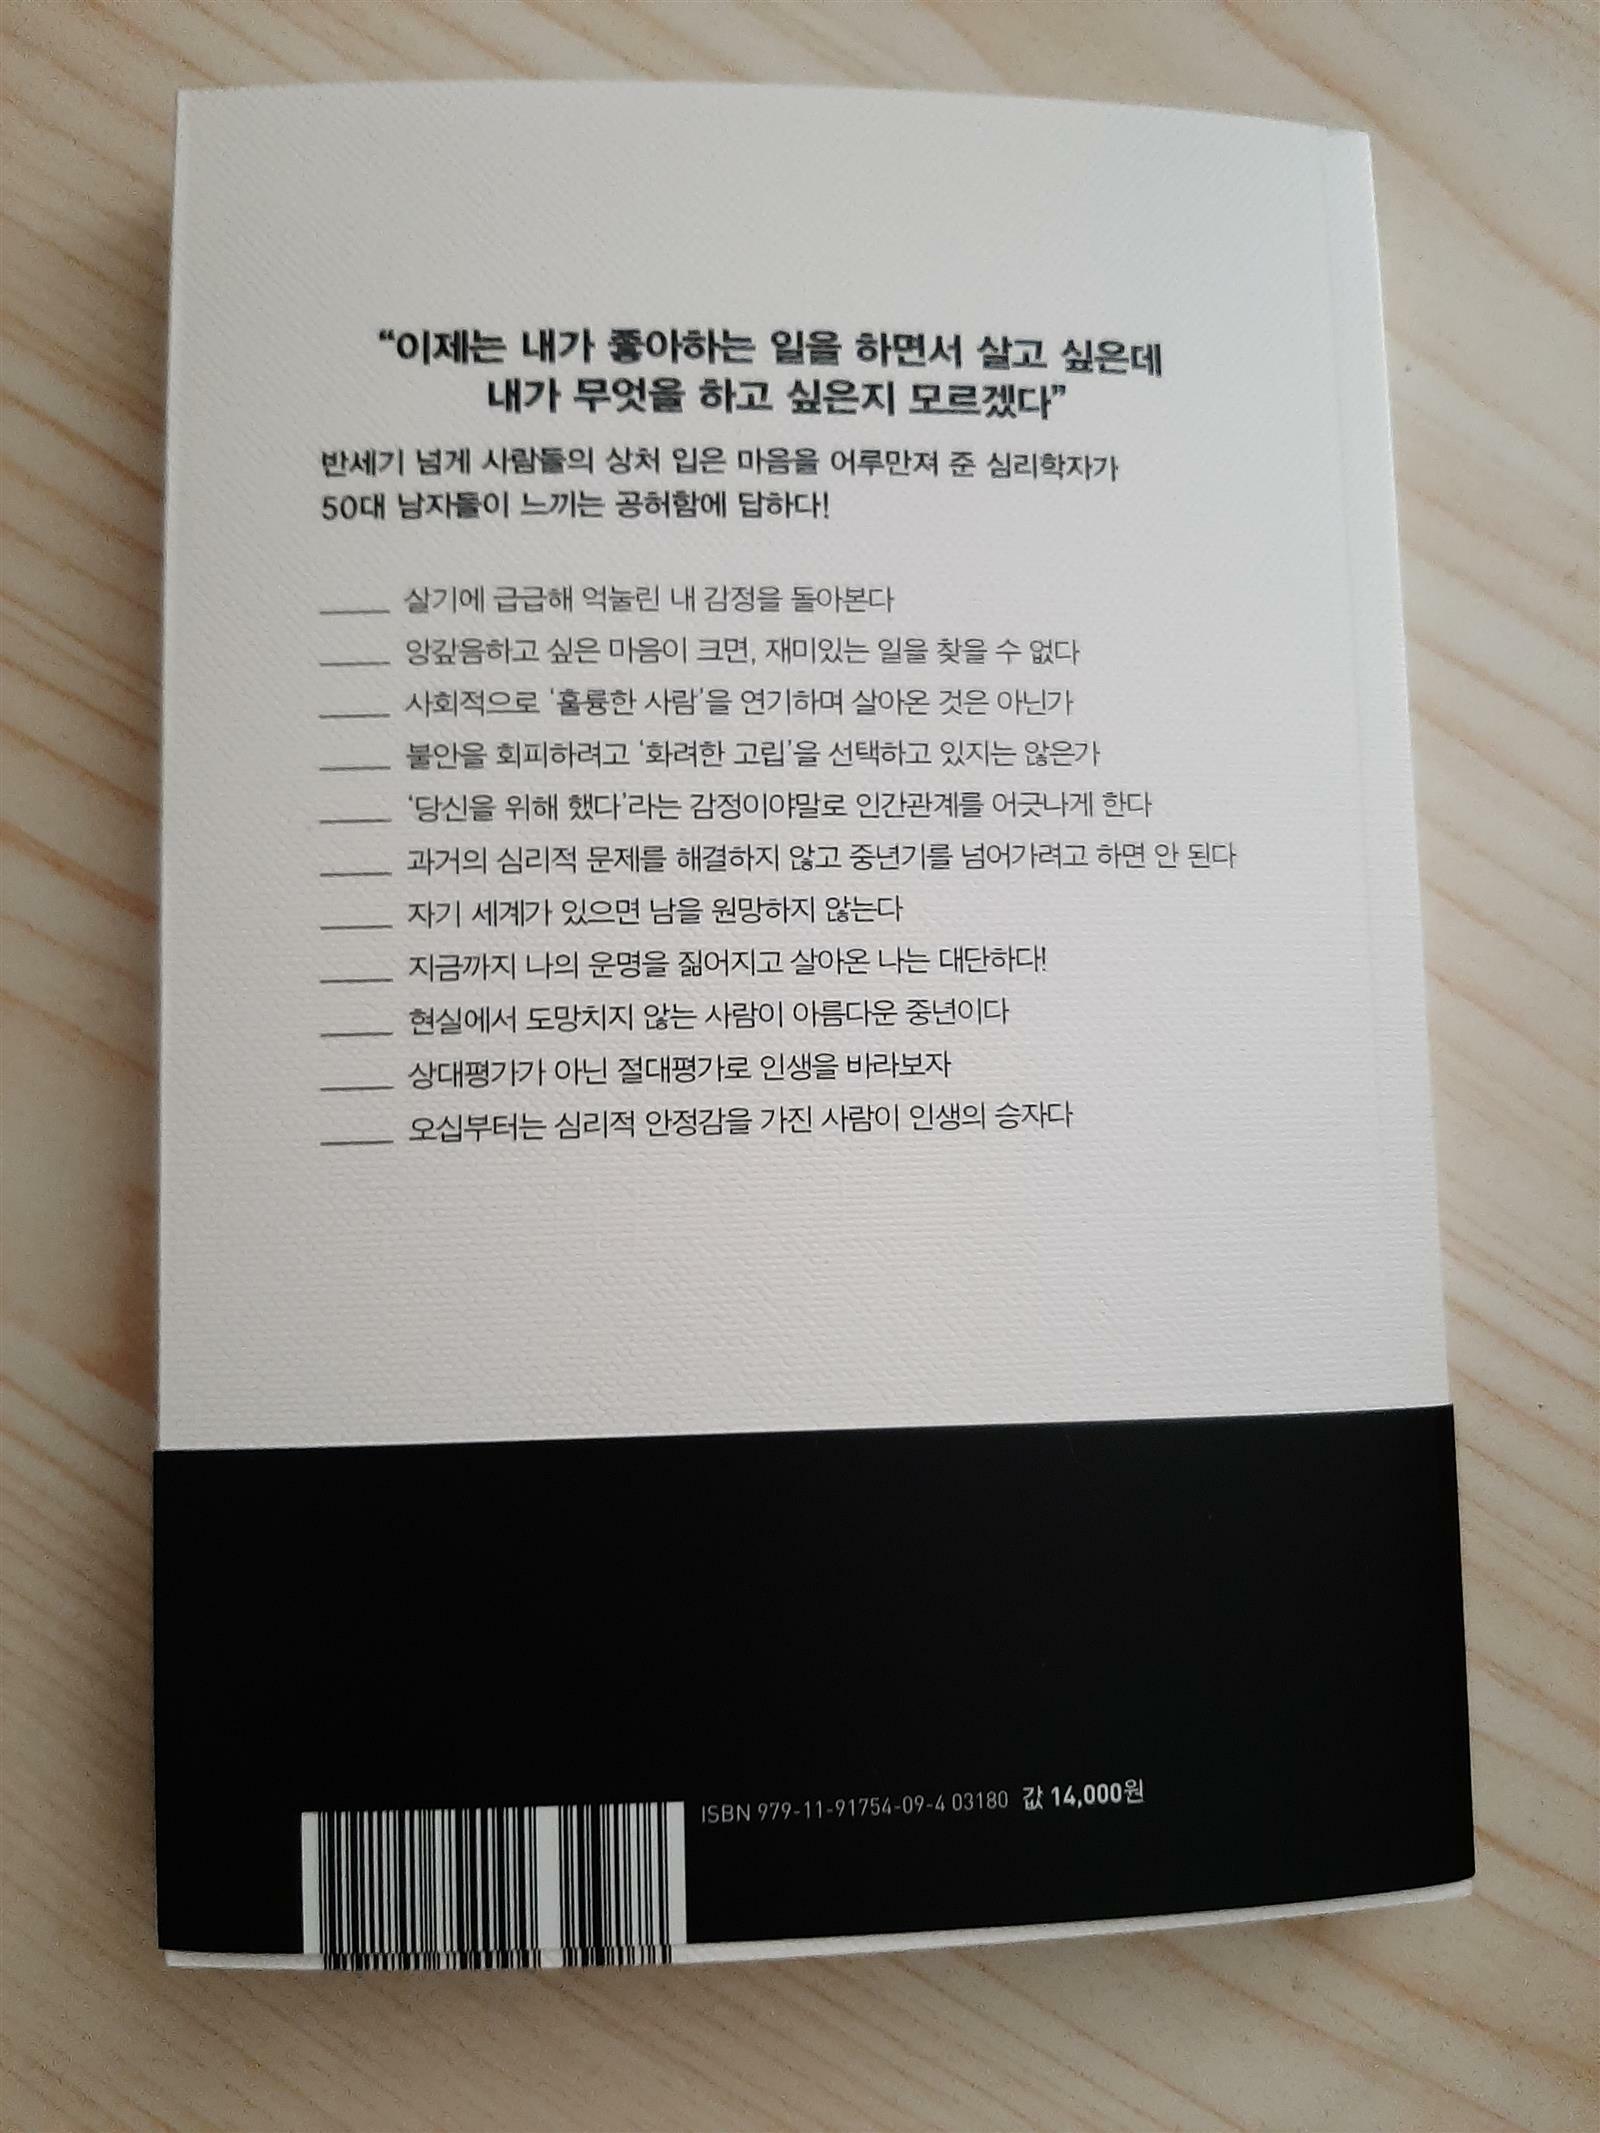 “이제는 내가 좋아하는 일을 하면서 살고 싶은데
내가 무엇을 하고 싶은지 모르겠다”
반세기 넘게 사람들의 상처 입은 마음을 어루만져 준 심리학자가
50대 남자들이 느끼는 공허함에 답하다!
살기에 급급해 억눌린 내 감정을 돌아본다
앙갚음하고 싶은 마음이 크면, 재미있는 일을 찾을 수 없다
사회적으로 ‘훌륭한 사람’을 연기하며 살아온 것은 아닌가
불안을 회피하려고 ‘화려한 고립’을 선택하고 있지는 않은가
‘당신을 위해 했다’라는 감정이야말로 인간관계를 어긋나게 한다
과거의 심리적 문제를 해결하지 않고 중년기를 넘어가려고 하면 안 된다
자기 세계가 있으면 남을 원망하지 않는다
지금까지 나의 운명을 짊어지고 살아온 나는 대단하다!
현실에서 도망치지 않는 사람이 아름다운 중년이다
상대평가가 아닌 절대평가로 인생을 바라보자
오십부터는 심리적 안정감을 가진 사람이 인생의 승자다
ISBN 979-11-91754-09-4 03180 값 14,000원